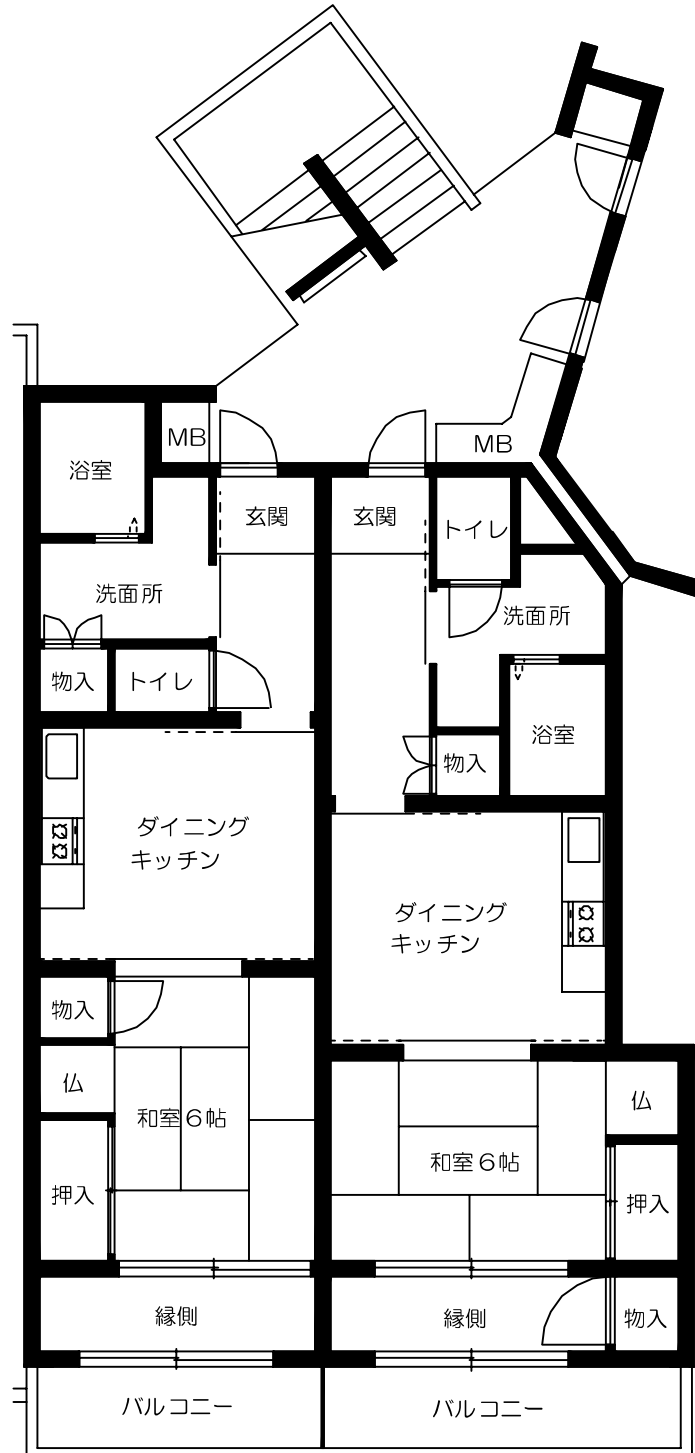 MB
MB
浴室
玄関
玄関
トイレ
洗面所
洗面所
物入
トイレ
浴室
物入
ダイニング
キッチン
ダイニング
キッチン
物入
仏
和室6帖
仏
和室6帖
押入
押入
縁側
縁側
物入
バルコニー
バルコニー